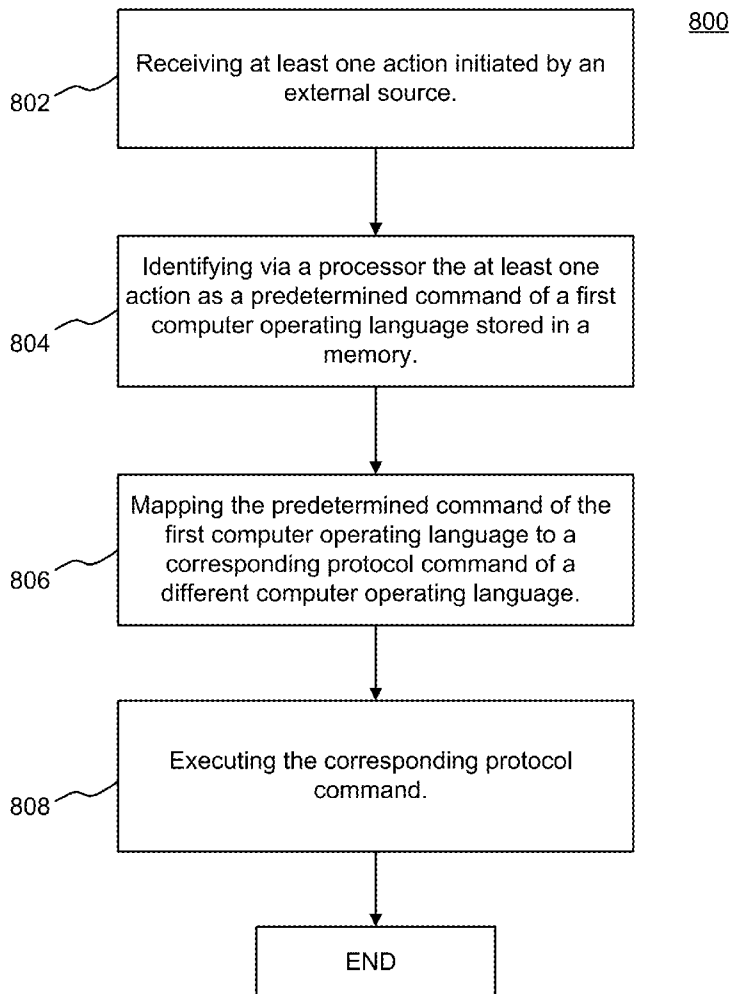 800
Receiving at least one action initiated by an
external source.
802
Identifying via a processor the at least one
action as a predetermined command of a first
computer operating language stored in a
memory.
804
Mapping the predetermined command of the
first computer operating language to a
corresponding protocol command of a
different computer operating language.
806
Executing the corresponding protocol
command.
808
END